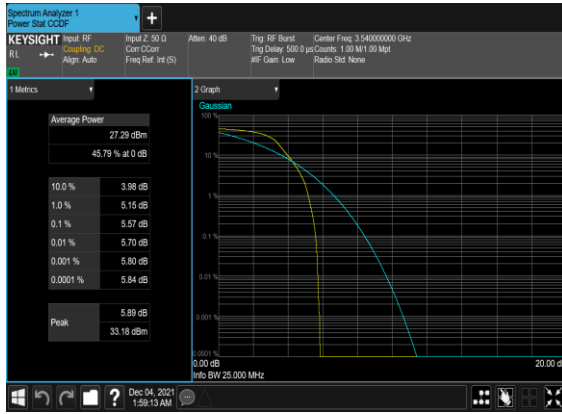 Spectrum Analyzer 1
Power Stat CCDF
KEYSIGHT
RL
Input: RF
Coupling: DC
Align: Auto
Input Z: 50 Ω
Corr CCorr
Freq Ref: Int (S)
Atten: 40 dB
Trig: RF Burst
Trig Delay: 500.0 µs
#IF Gain: Low
Center Freq: 3.540000000 GHz
Counts: 1.00 M/1.00 Mpt
Radio Std: None
1 Metrics
Average Power
27.29 dBm
45.79 % at 0 dB
10.0 % 3.98 dB
1.0 % 5.15 dB
0.1 % 5.57 dB
0.01 % 5.70 dB
0.001 % 5.80 dB
0.0001 % 5.84 dB
Peak
5.89 dB
33.18 dBm
2 Graph
Gaussian
100 %
10 %
1 %
0.1 %
0.01 %
0.001 %
0.0001 %
0.00 dB
20.00 d
Info BW 25.000 MHz
Dec 04, 2021
1:59:13 AM